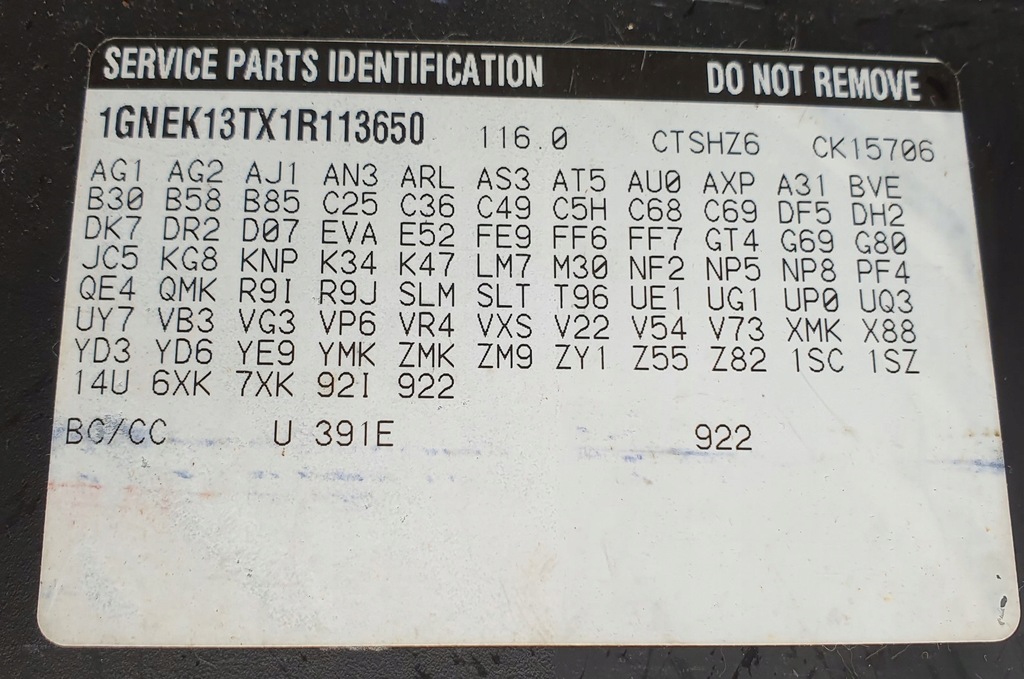 SERVICE PARTS IDENTIFICATION DO NOT REMOVE
1GNEK13TX1R113650 116.0 CTSHZ6 CK15706
AG1 AG2 AJ1 AN3 ARL AS3 AT5 AU0 AXP A31 BVE
B30 B58 B85 C25 C36 C49 C5H C68 C69 DF5 DH2
DK7 DR2 D07 EVA E52 FE9 FF6 FF7 GT4 G69 G80
JC5 KG8 KNP K34 K47 LM7 M30 NF2 NP5 NP8 PF4
QE4 QMK R9I R9J SLM SLT T96 UE1 UG1 UP0 UQ3
UY7 VB3 VG3 VP6 VR4 VXS V22 V54 V73 XMK X88
YD3 YD6 YE9 YMK ZMK ZM9 ZY1 Z55 Z82 1SC 1SZ
14U 6XK 7XK 92I 922
BC/CC U 391E 922